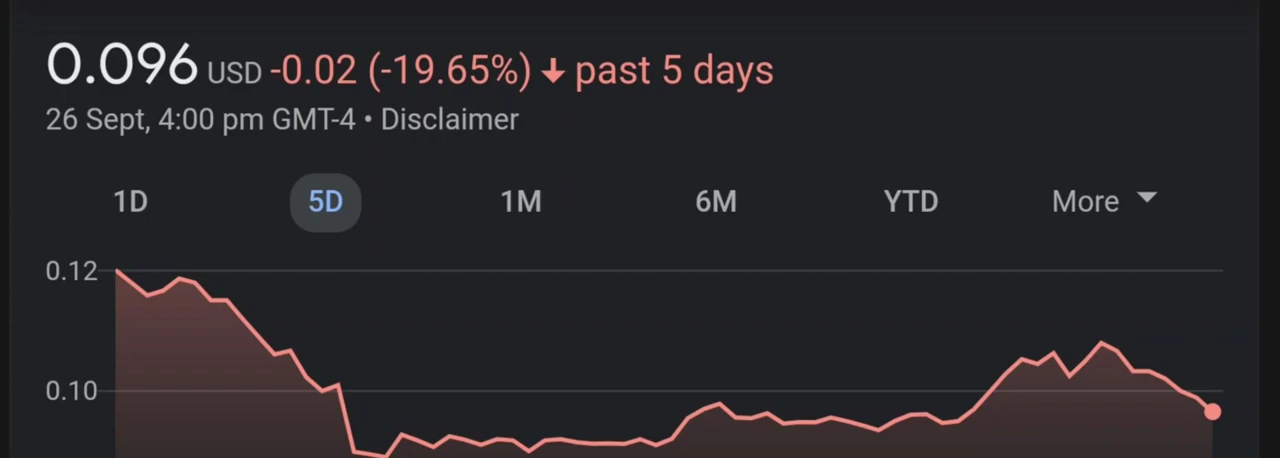 0.096 USD -0.02 (-19.65%) ↓ past 5 days
26 Sept, 4:00 pm GMT-4 • Disclaimer
1D 5D 1M 6M YTD More
0.12
0.10